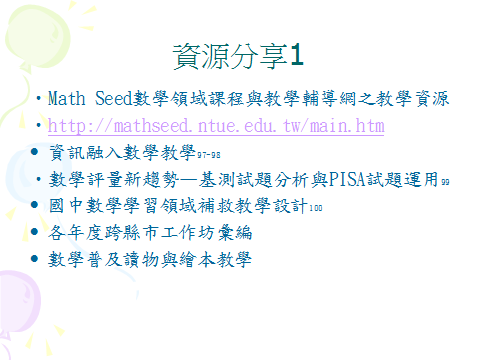 資源分享1
•Math Seed數學領域課程與教學輔導網之教學資源
•http://mathseed.ntue.edu.tw/main.htm
• 資訊融入數學教學97-98
•數學評量新趨勢—基測試題分析與PISA試題運用99
• 國中數學學習領域補救教學設計100
• 各年度跨縣市工作坊彙編
• 數學普及讀物與繪本教學